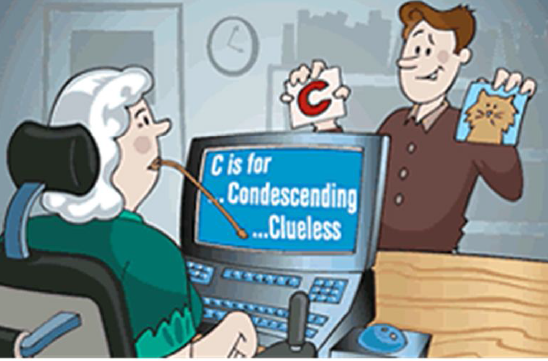 C
C is for
. Condescending
...Clueless